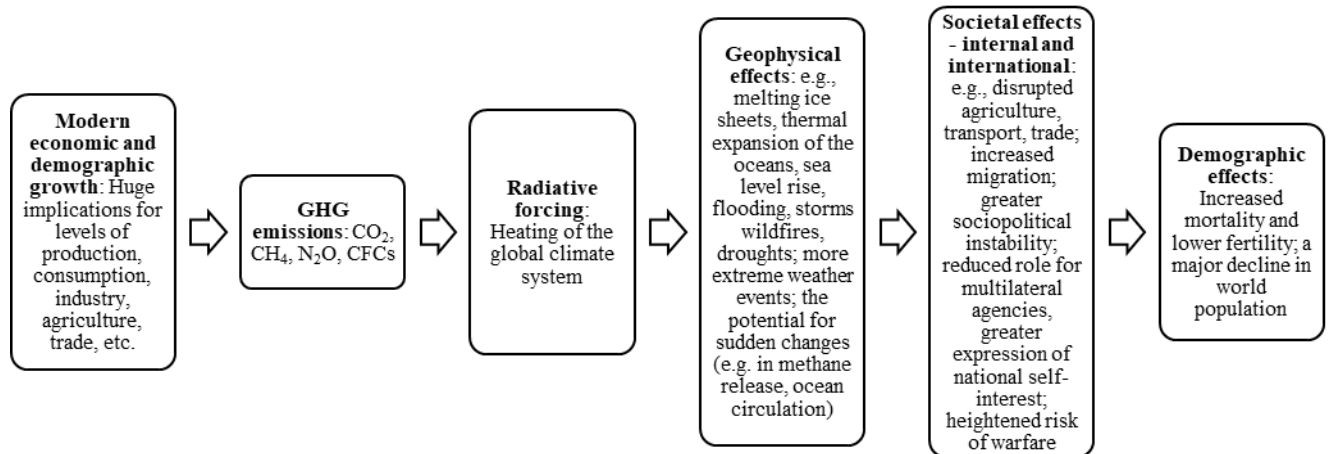 Modern
economic and
demographic
growth: Huge
implications for
levels of
production,
consumption,
industry,
agriculture,
trade, etc.
GHG
emissions: CO₂,
CH₄, N₂O, CFCs
Radiative
forcing:
Heating of the
global climate
system
Geophysical
effects: e.g.,
melting ice
sheets, thermal
expansion of the
oceans, sea
level rise,
flooding, storms
wildfires,
droughts; more
extreme weather
events; the
potential for
sudden changes
(e.g. in methane
release, ocean
circulation)
Societal effects
- internal and
international:
e.g., disrupted
agriculture,
transport, trade;
increased
migration;
greater
sociopolitical
instability;
reduced role for
multilateral
agencies,
greater
expression of
national self-
interest;
heightened risk
of warfare
Demographic
effects:
Increased
mortality and
lower fertility; a
major decline in
world
population